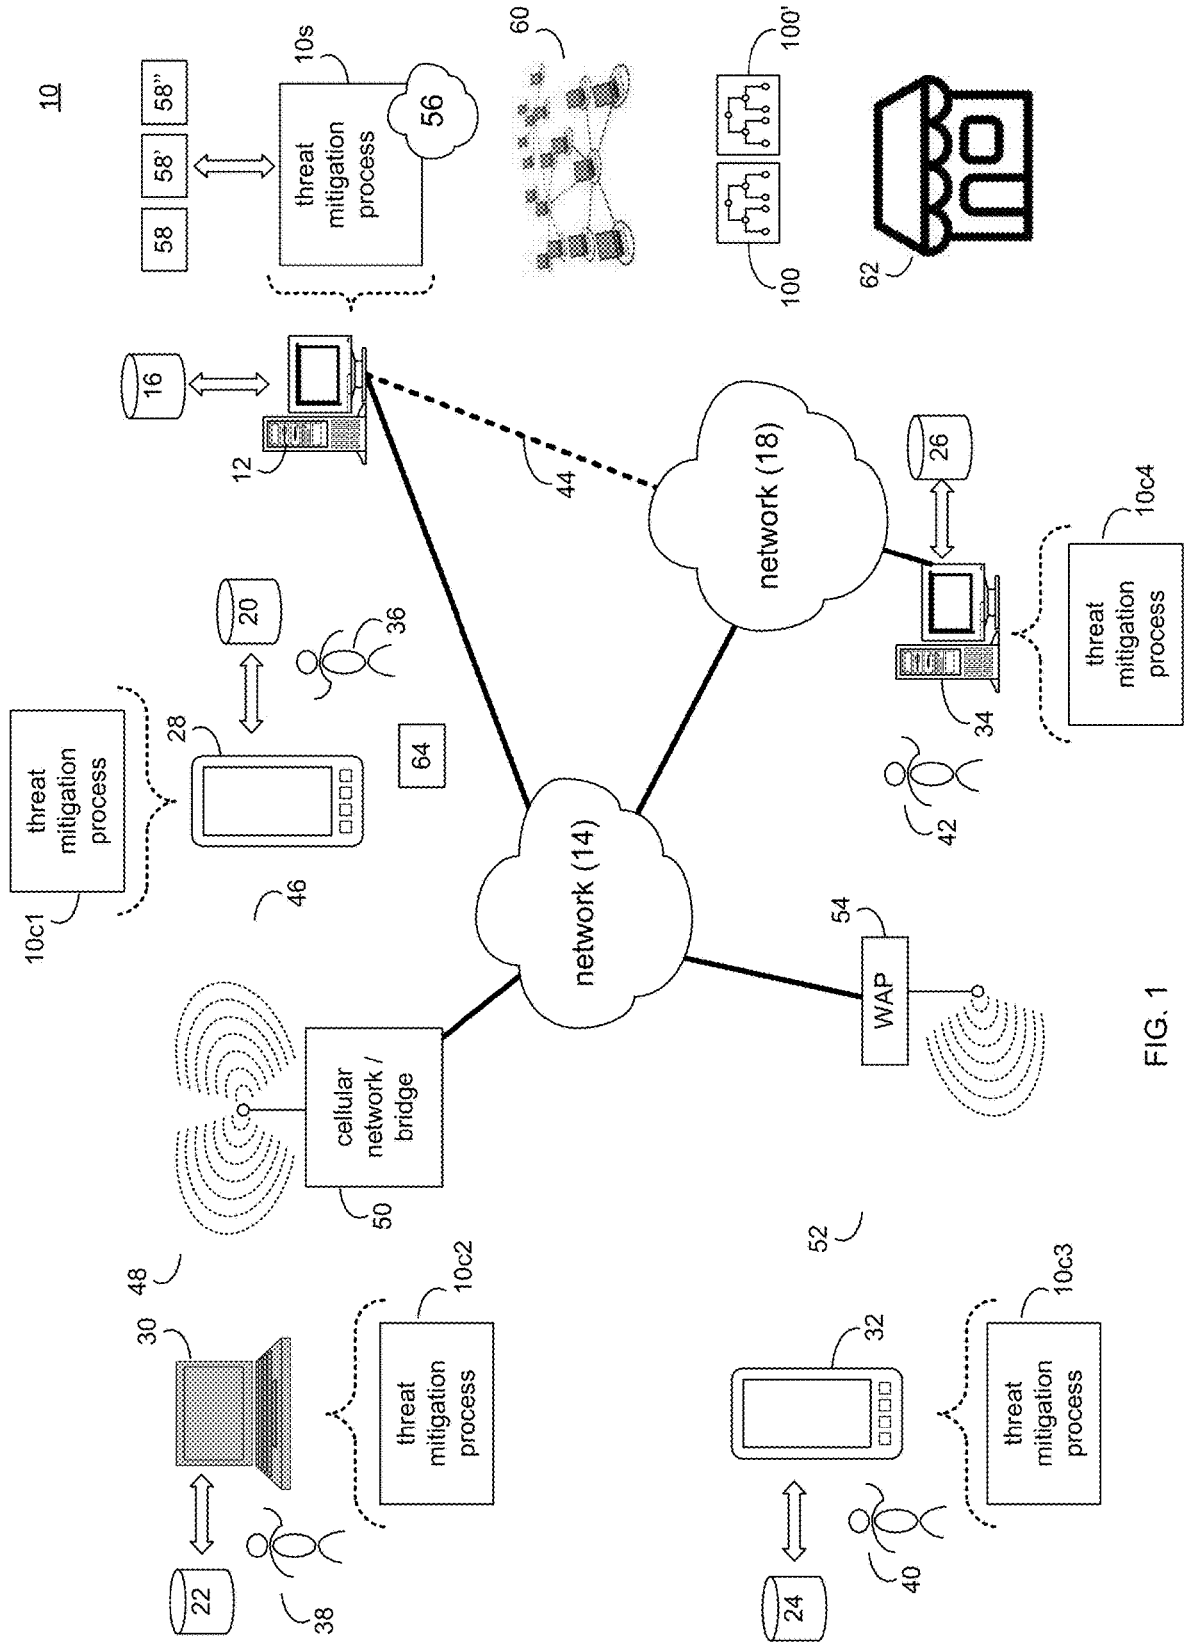 10c1
threat
mitigation
process
10
58
58'
58''
10s
threat
mitigation
process
56
16
12
48
30
22
38
10c2
threat
mitigation
process
46
28
20
36
64
50
cellular
network /
bridge
44
60
network (14)
network (18)
100
100'
52
54
WAP
32
24
40
10c3
threat
mitigation
process
42
34
26
62
10c4
threat
mitigation
process
FIG. 1